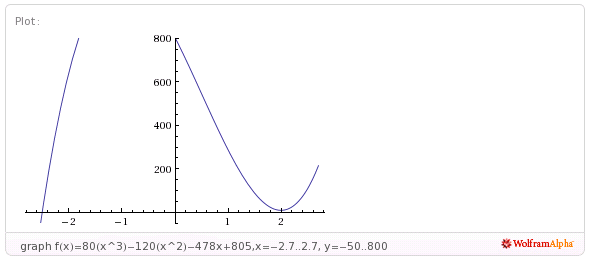 Plot:
800
600
400
200
−2 −1 1 2
graph f(x)=80(x^3)−120(x^2)−478x+805,x=−2.7..2.7, y=−50..800
WolframAlpha